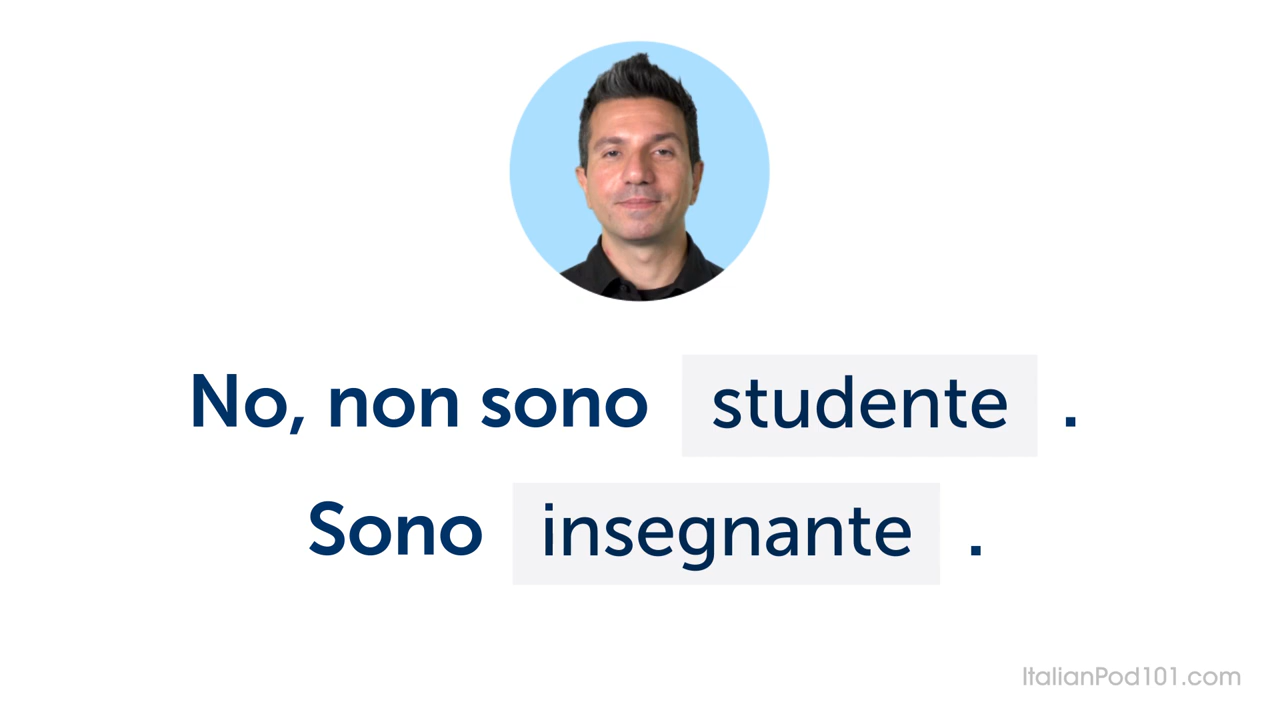 No, non sono studente .
Sono insegnante .
ItalianPod101.com